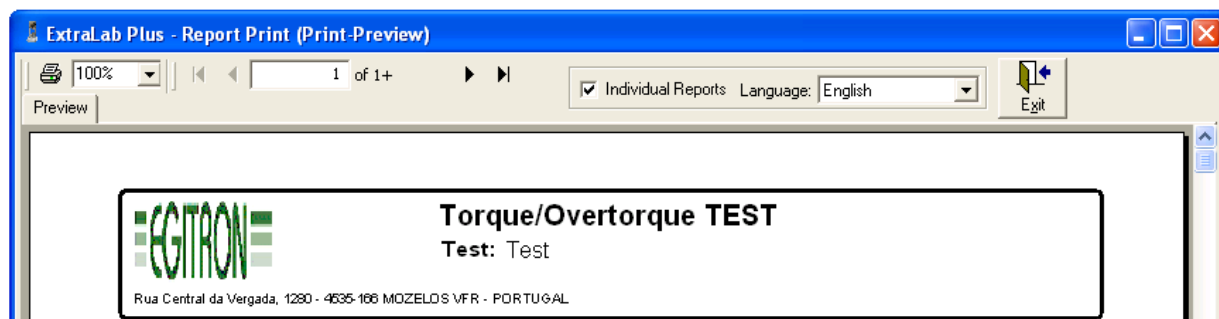 ExtraLab Plus - Report Print (Print-Preview)
100% 1 of 1+ Individual Reports Language: English Exit
Preview
EGITRON
Torque/Overtorque TEST
Test: Test
Rua Central da Vergada, 1280 - 4535-166 MOZELOS VFR - PORTUGAL